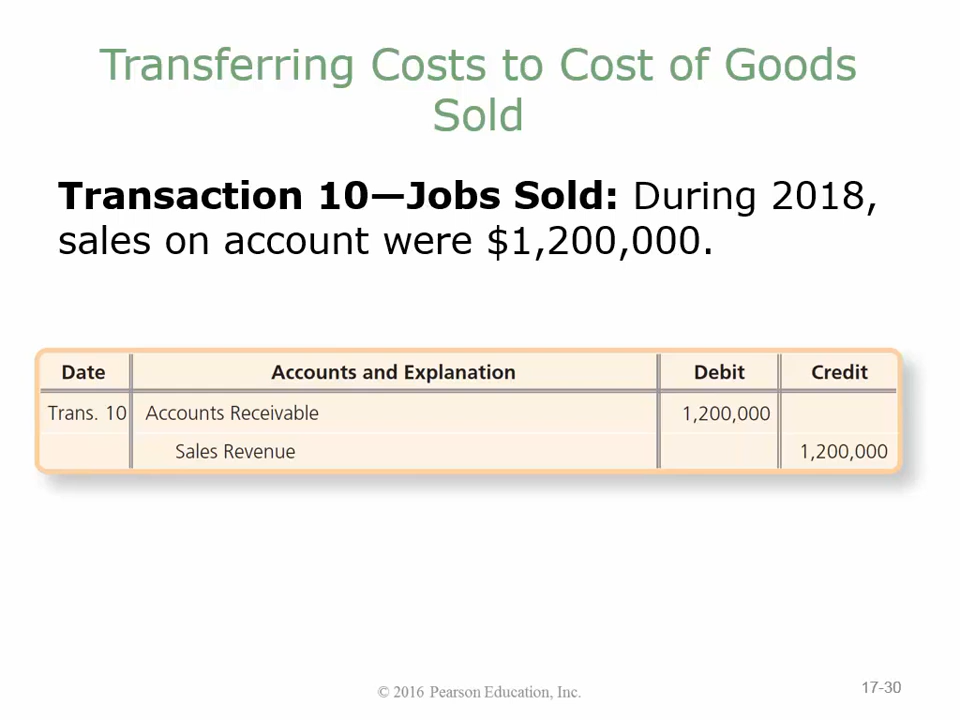 Transferring Costs to Cost of Goods
Sold
Transaction 10—Jobs Sold: During 2018,
sales on account were $1,200,000.
Date Accounts and Explanation Debit Credit
Trans. 10 Accounts Receivable 1,200,000
Sales Revenue 1,200,000
© 2016 Pearson Education, Inc.
17-30